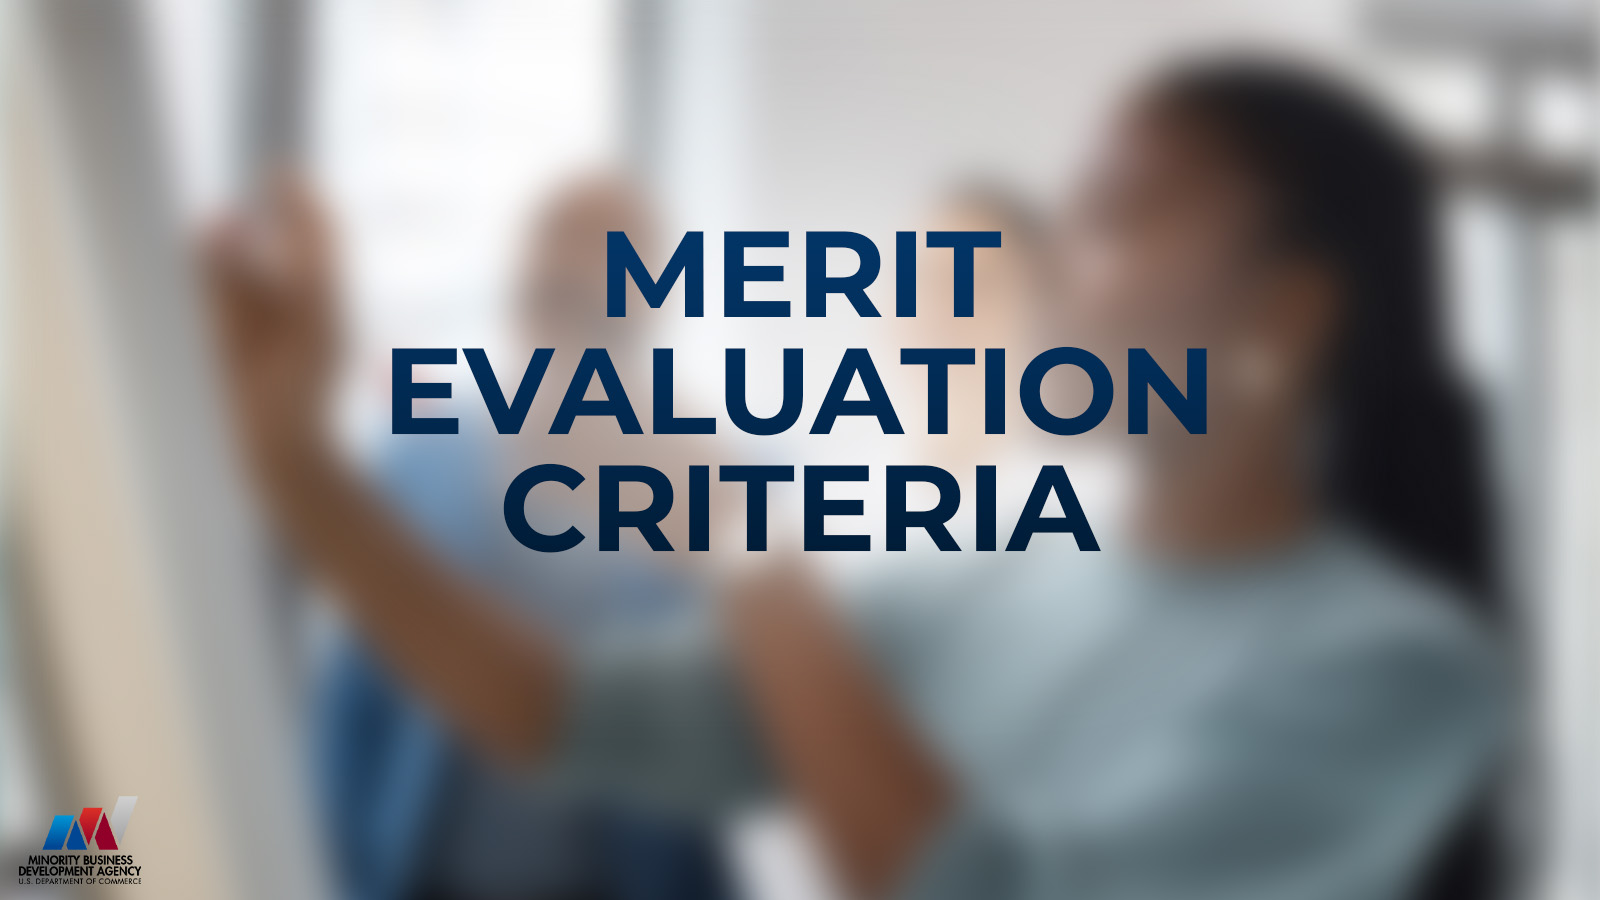 MERIT
EVALUATION
CRITERIA
MINORITY BUSINESS
DEVELOPMENT AGENCY
U.S. DEPARTMENT OF COMMERCE